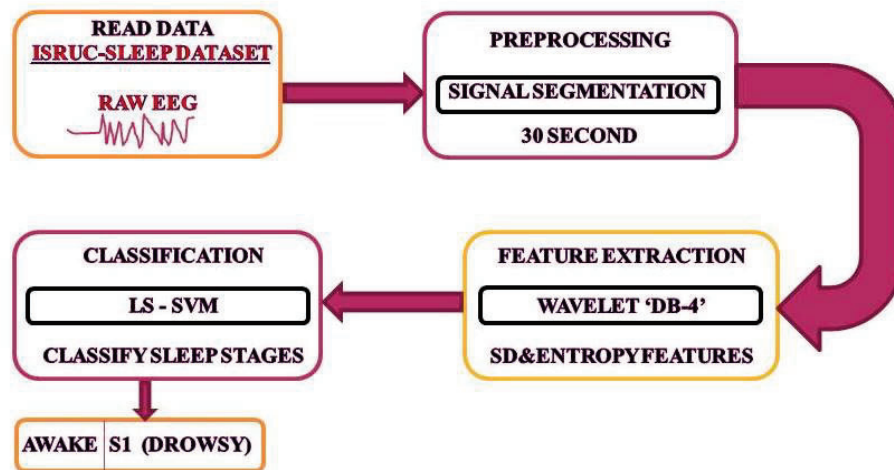 READ DATA
ISRUC-SLEEP DATASET
RAW EEG
PREPROCESSING
SIGNAL SEGMENTATION
30 SECOND
FEATURE EXTRACTION
WAVELET ‘DB-4’
SD&ENTROPY FEATURES
CLASSIFICATION
LS - SVM
CLASSIFY SLEEP STAGES
AWAKE S1 (DROWSY)